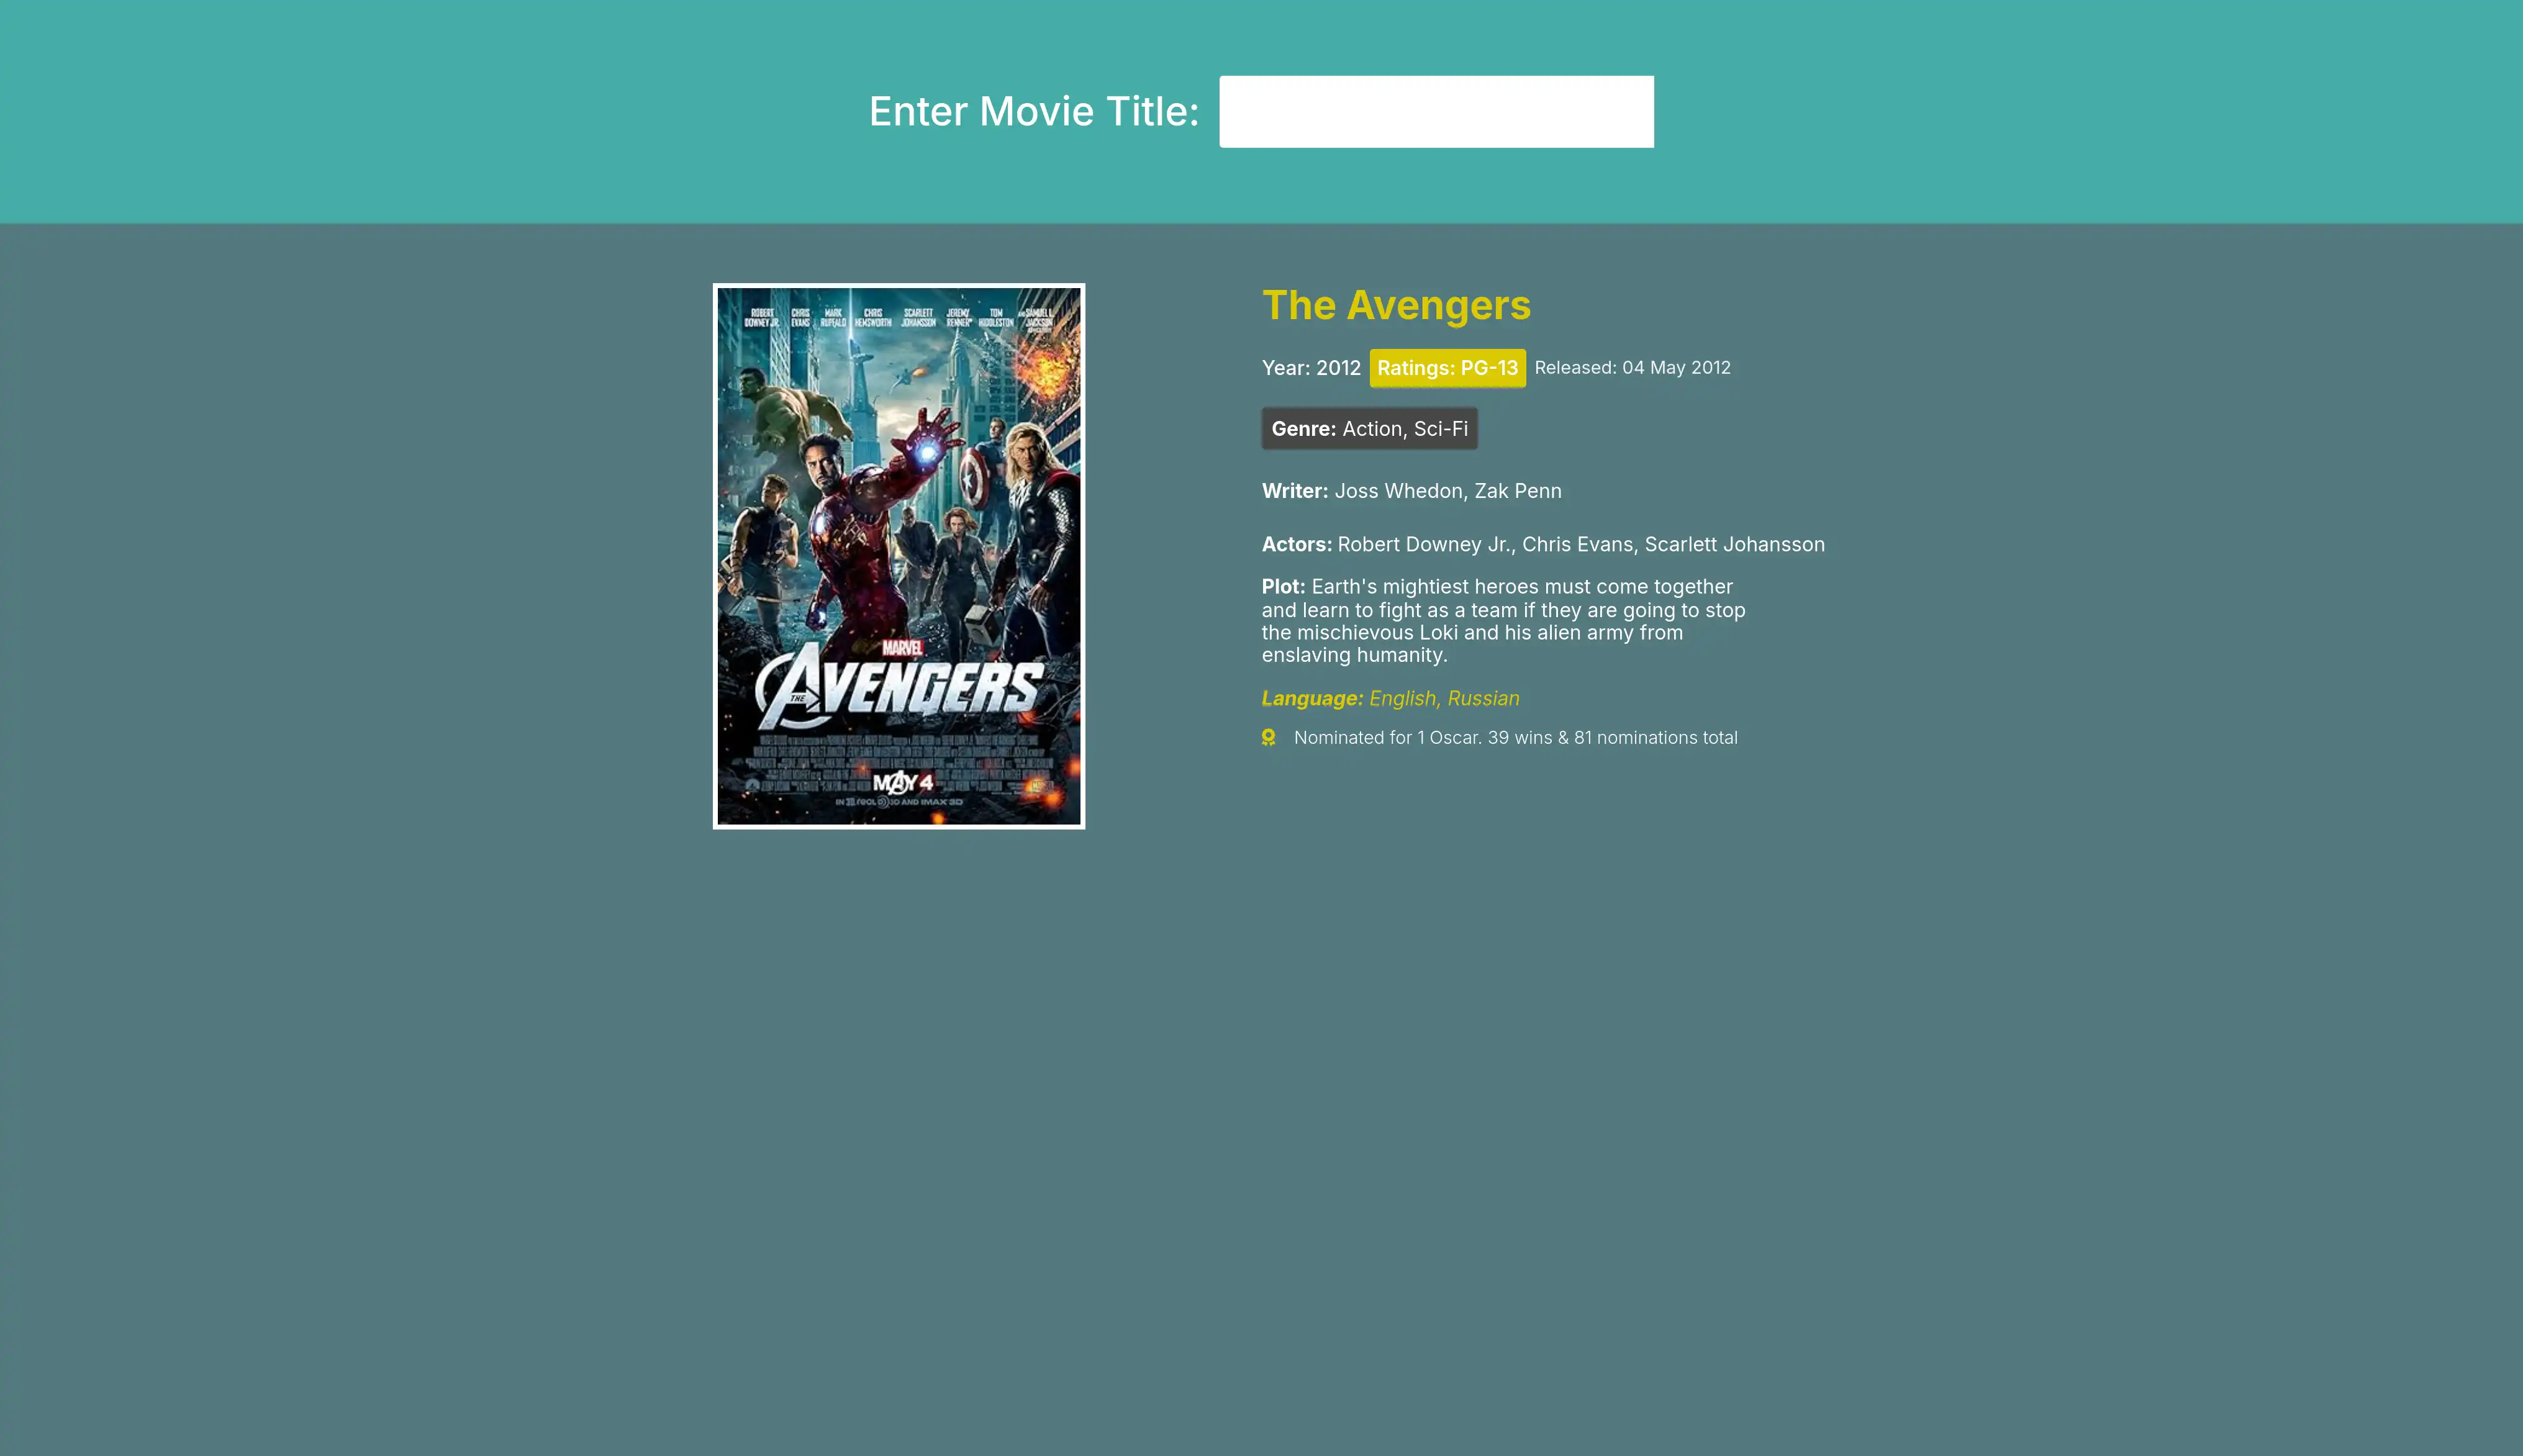 Enter Movie Title:
The Avengers
Year: 2012 Ratings: PG-13 Released: 04 May 2012
Genre: Action, Sci-Fi
Writer: Joss Whedon, Zak Penn
Actors: Robert Downey Jr., Chris Evans, Scarlett Johansson
Plot: Earth's mightiest heroes must come together
and learn to fight as a team if they are going to stop
the mischievous Loki and his alien army from
enslaving humanity.
Language: English, Russian
Nominated for 1 Oscar. 39 wins & 81 nominations total
ROBERT DOWNEY JR. CHRIS EVANS MARK RUFFALO CHRIS HEMSWORTH SCARLETT JOHANSSON JEREMY RENNER TOM HIDDLESTON AND SAMUEL L. JACKSON
MARVEL
THE AVENGERS
MAY 4
IN REAL D 3D AND IMAX 3D